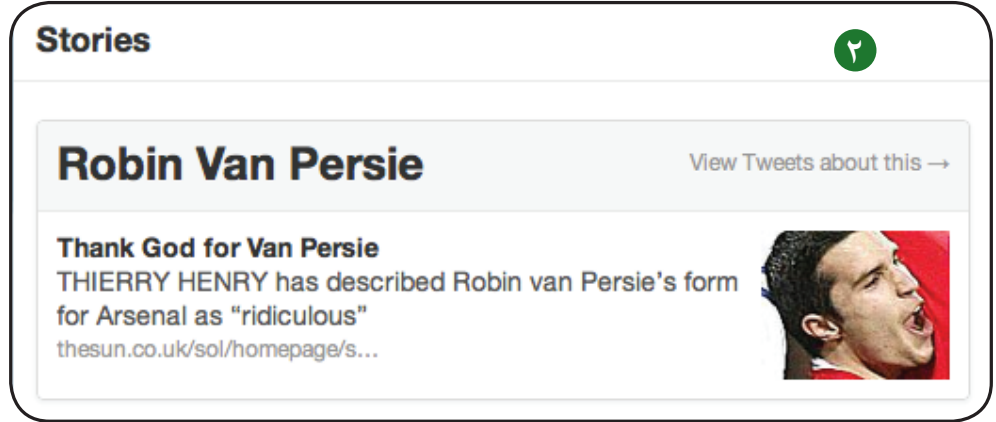 Stories
٢
Robin Van Persie
View Tweets about this →
Thank God for Van Persie
THIERRY HENRY has described Robin van Persie’s form
for Arsenal as “ridiculous”
thesun.co.uk/sol/homepage/s...